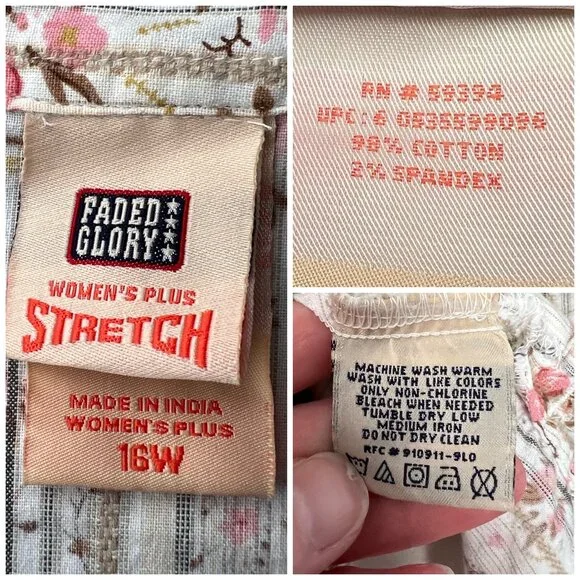 FADED
GLORY
WOMEN'S PLUS
STRETCH
MADE IN INDIA
WOMEN'S PLUS
16W
RN # 59394
UPC: 6 0535599096
98% COTTON
2% SPANDEX
MACHINE WASH WARM
WASH WITH LIKE COLORS
ONLY NON-CHLORINE
BLEACH WHEN NEEDED
TUMBLE DRY LOW
MEDIUM IRON
DO NOT DRY CLEAN
RFC # 910911-9LO